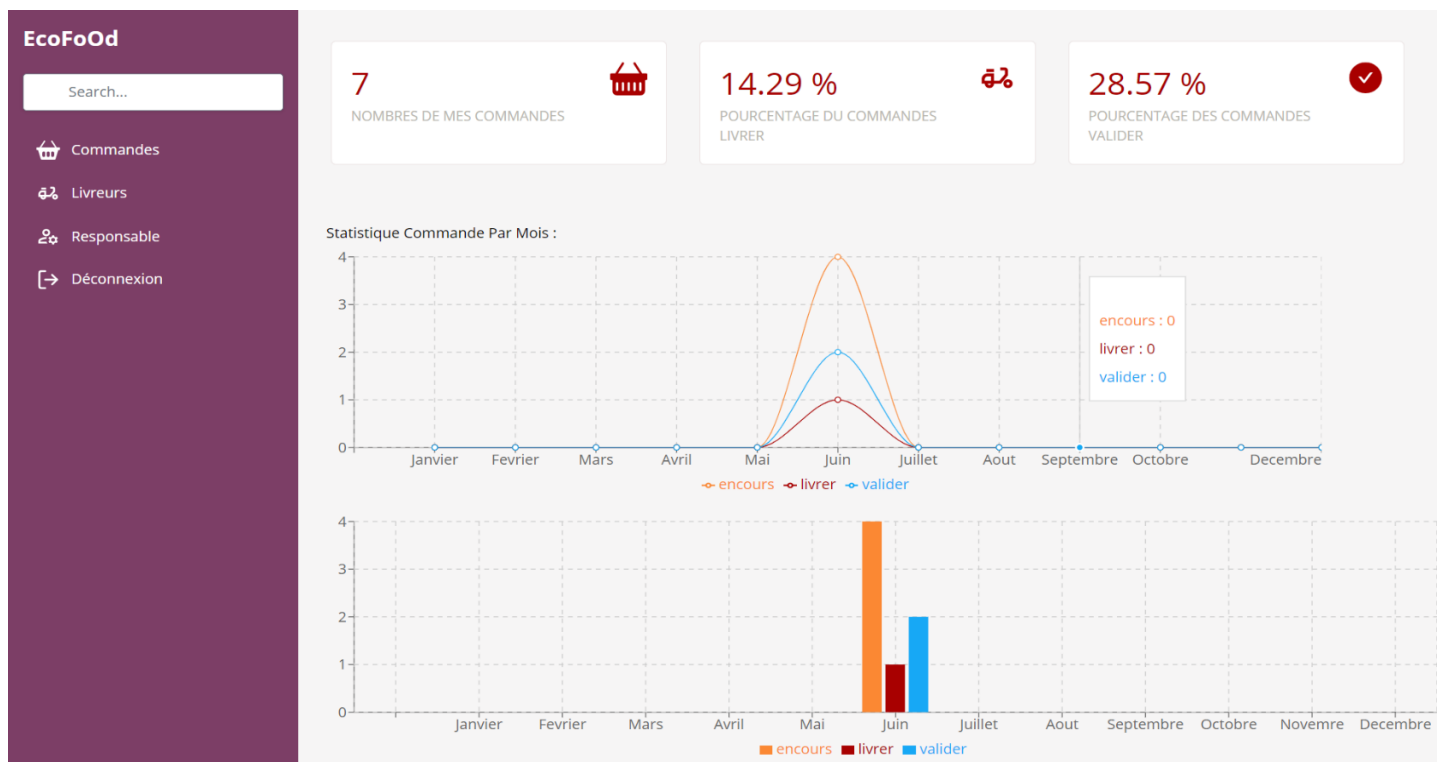 EcoFoOd
Search...
Commandes
Livreurs
Responsable
Déconnexion
7
NOMBRES DE MES COMMANDES
14.29 %
POURCENTAGE DU COMMANDES
LIVRER
28.57 %
POURCENTAGE DES COMMANDES
VALIDER
Statistique Commande Par Mois :
4
3
2
1
0
encours : 0
livrer : 0
valider : 0
Janvier Fevrier Mars Avril Mai Juin Juillet Aout Septembre Octobre Decembre
encours livrer valider
4
3
2
1
0
Janvier Fevrier Mars Avril Mai Juin Juillet Aout Septembre Octobre Novemre Decembre
encours livrer valider